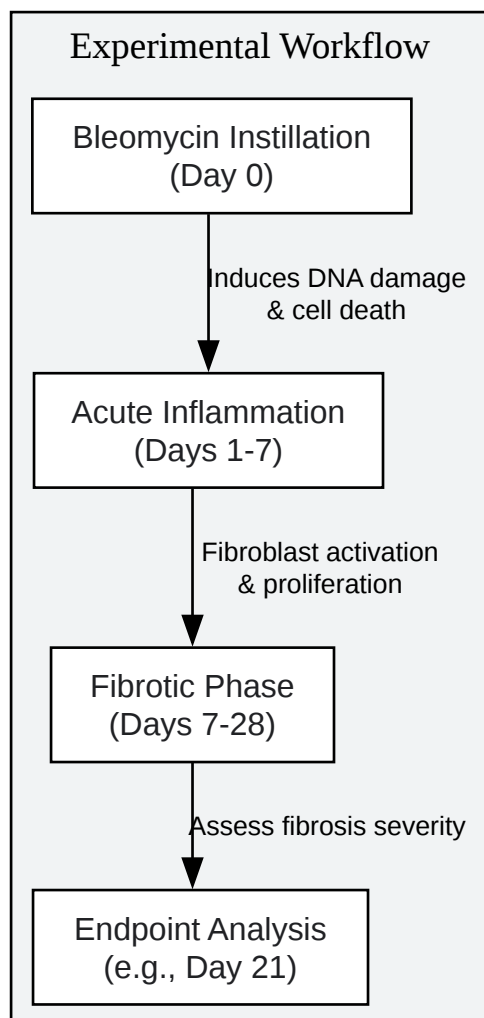 Experimental Workflow
Bleomycin Instillation
(Day 0)
Induces DNA damage
& cell death
Acute Inflammation
(Days 1-7)
Fibroblast activation
& proliferation
Fibrotic Phase
(Days 7-28)
Assess fibrosis severity
Endpoint Analysis
(e.g., Day 21)